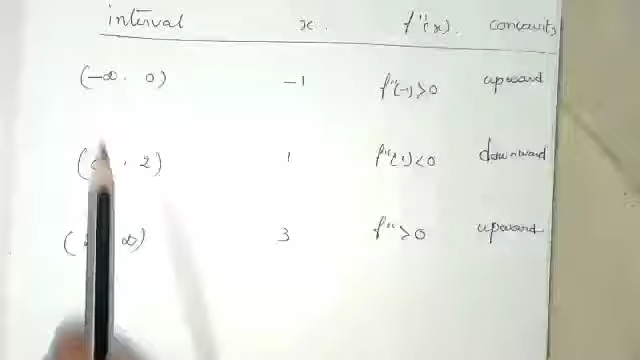 interval x. f''(x). concavity
(-∞, 0) -1 f''(-1)>0 upward
( , 2) 1 f''(1)<0 downward
( ∞) 3 f''>0 upward